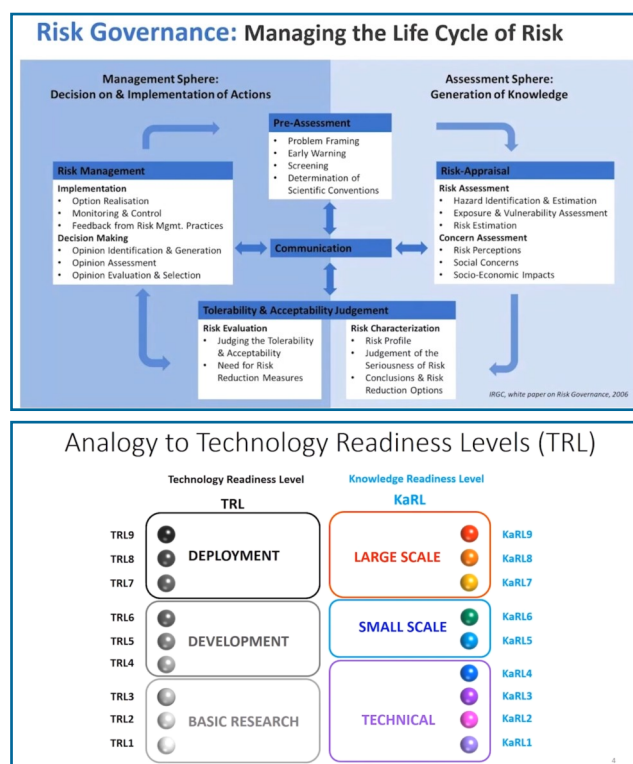 Risk Governance: Managing the Life Cycle of Risk
Management Sphere:
Decision on & Implementation of Actions
Assessment Sphere:
Generation of Knowledge
Pre-Assessment
• Problem Framing
• Early Warning
• Screening
• Determination of
Scientific Conventions
Risk Management
Implementation
• Option Realisation
• Monitoring & Control
• Feedback from Risk Mgmt. Practices
Decision Making
• Opinion Identification & Generation
• Opinion Assessment
• Opinion Evaluation & Selection
Communication
Risk-Appraisal
Risk Assessment
• Hazard Identification & Estimation
• Exposure & Vulnerability Assessment
• Risk Estimation
Concern Assessment
• Risk Perceptions
• Social Concerns
• Socio-Economic Impacts
Tolerability & Acceptability Judgement
Risk Evaluation
• Judging the Tolerability
& Acceptability
• Need for Risk
Reduction Measures
Risk Characterization
• Risk Profile
• Judgement of the
Seriousness of Risk
• Conclusions & Risk
Reduction Options
IRGC, white paper on Risk Governance, 2006
Analogy to Technology Readiness Levels (TRL)
Technology Readiness Level
TRL
Knowledge Readiness Level
KaRL
TRL9
TRL8
TRL7
DEPLOYMENT
LARGE SCALE
KaRL9
KaRL8
KaRL7
TRL6
TRL5
TRL4
DEVELOPMENT
SMALL SCALE
KaRL6
KaRL5
TRL3
TRL2
TRL1
BASIC RESEARCH
TECHNICAL
KaRL4
KaRL3
KaRL2
KaRL1
4